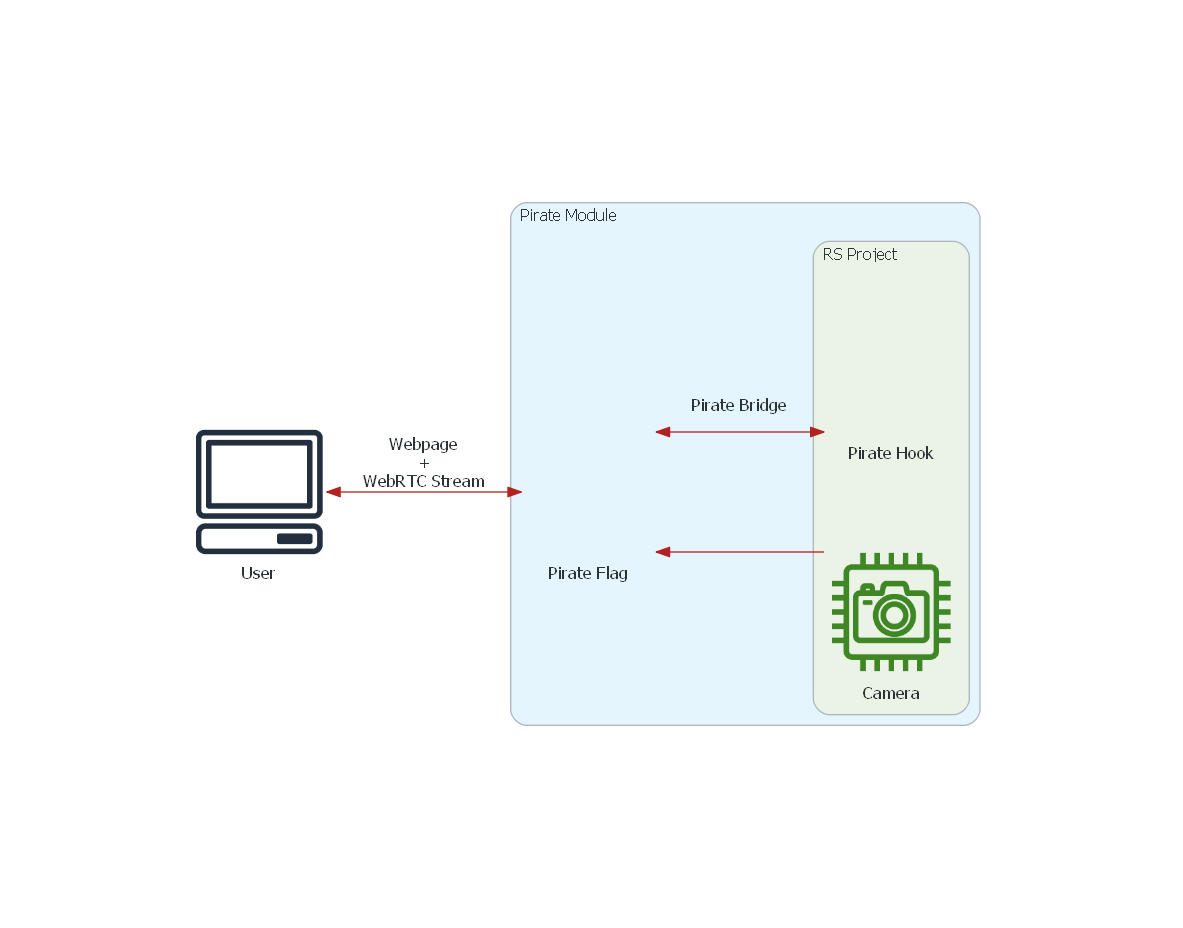 Pirate Module
RS Project
Pirate Bridge
Webpage
+
WebRTC Stream
Pirate Hook
User
Pirate Flag
Camera